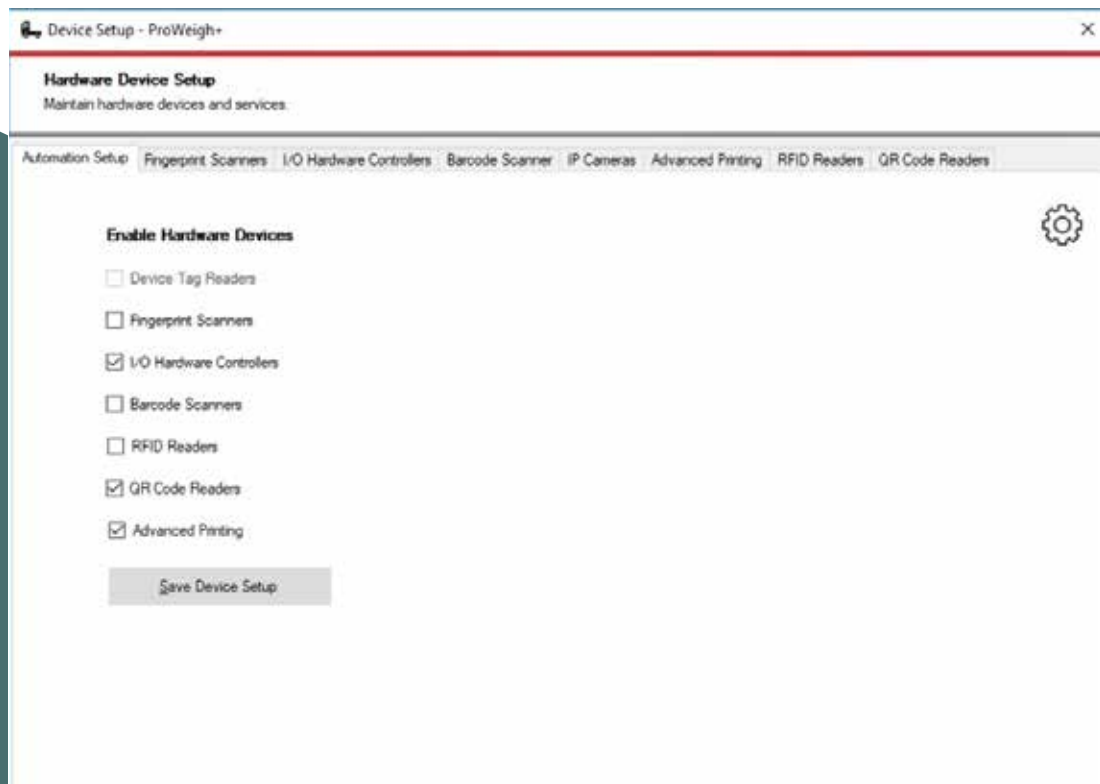 Device Setup - ProWeigh+
Hardware Device Setup
Maintain hardware devices and services.
Automation Setup Fingerprint Scanners I/O Hardware Controllers Barcode Scanner IP Cameras Advanced Printing RFID Readers QR Code Readers
Enable Hardware Devices
Device Tag Readers
Fingerprint Scanners
I/O Hardware Controllers
Barcode Scanners
RFID Readers
QR Code Readers
Advanced Printing
Save Device Setup